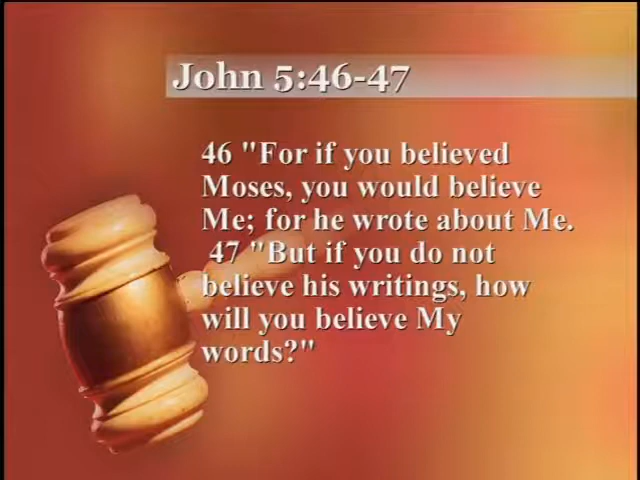 John 5:46-47
46 "For if you believed
Moses, you would believe
Me; for he wrote about Me.
47 "But if you do not
believe his writings, how
will you believe My
words?"